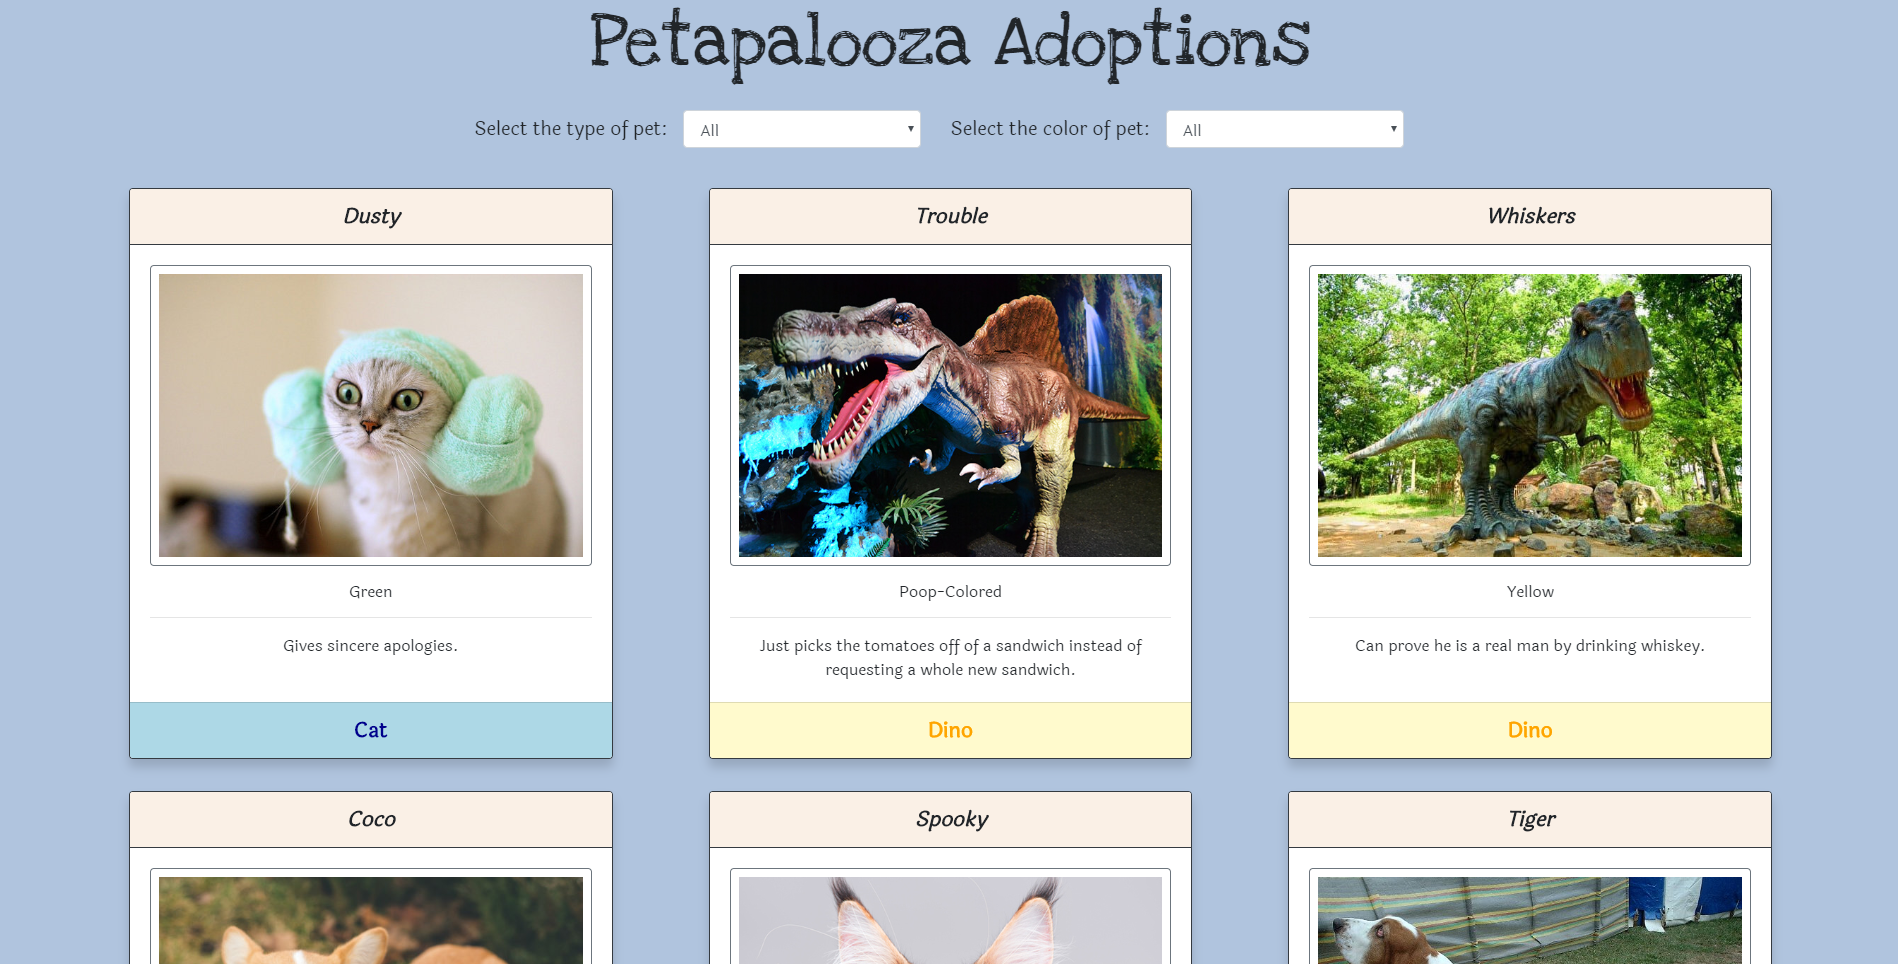 Petapalooza Adoptions
Select the type of pet: All Select the color of pet: All
Dusty
Green
Gives sincere apologies.
Cat
Trouble
Poop-Colored
Just picks the tomatoes off of a sandwich instead of
requesting a whole new sandwich.
Dino
Whiskers
Yellow
Can prove he is a real man by drinking whiskey.
Dino
Coco
Spooky
Tiger